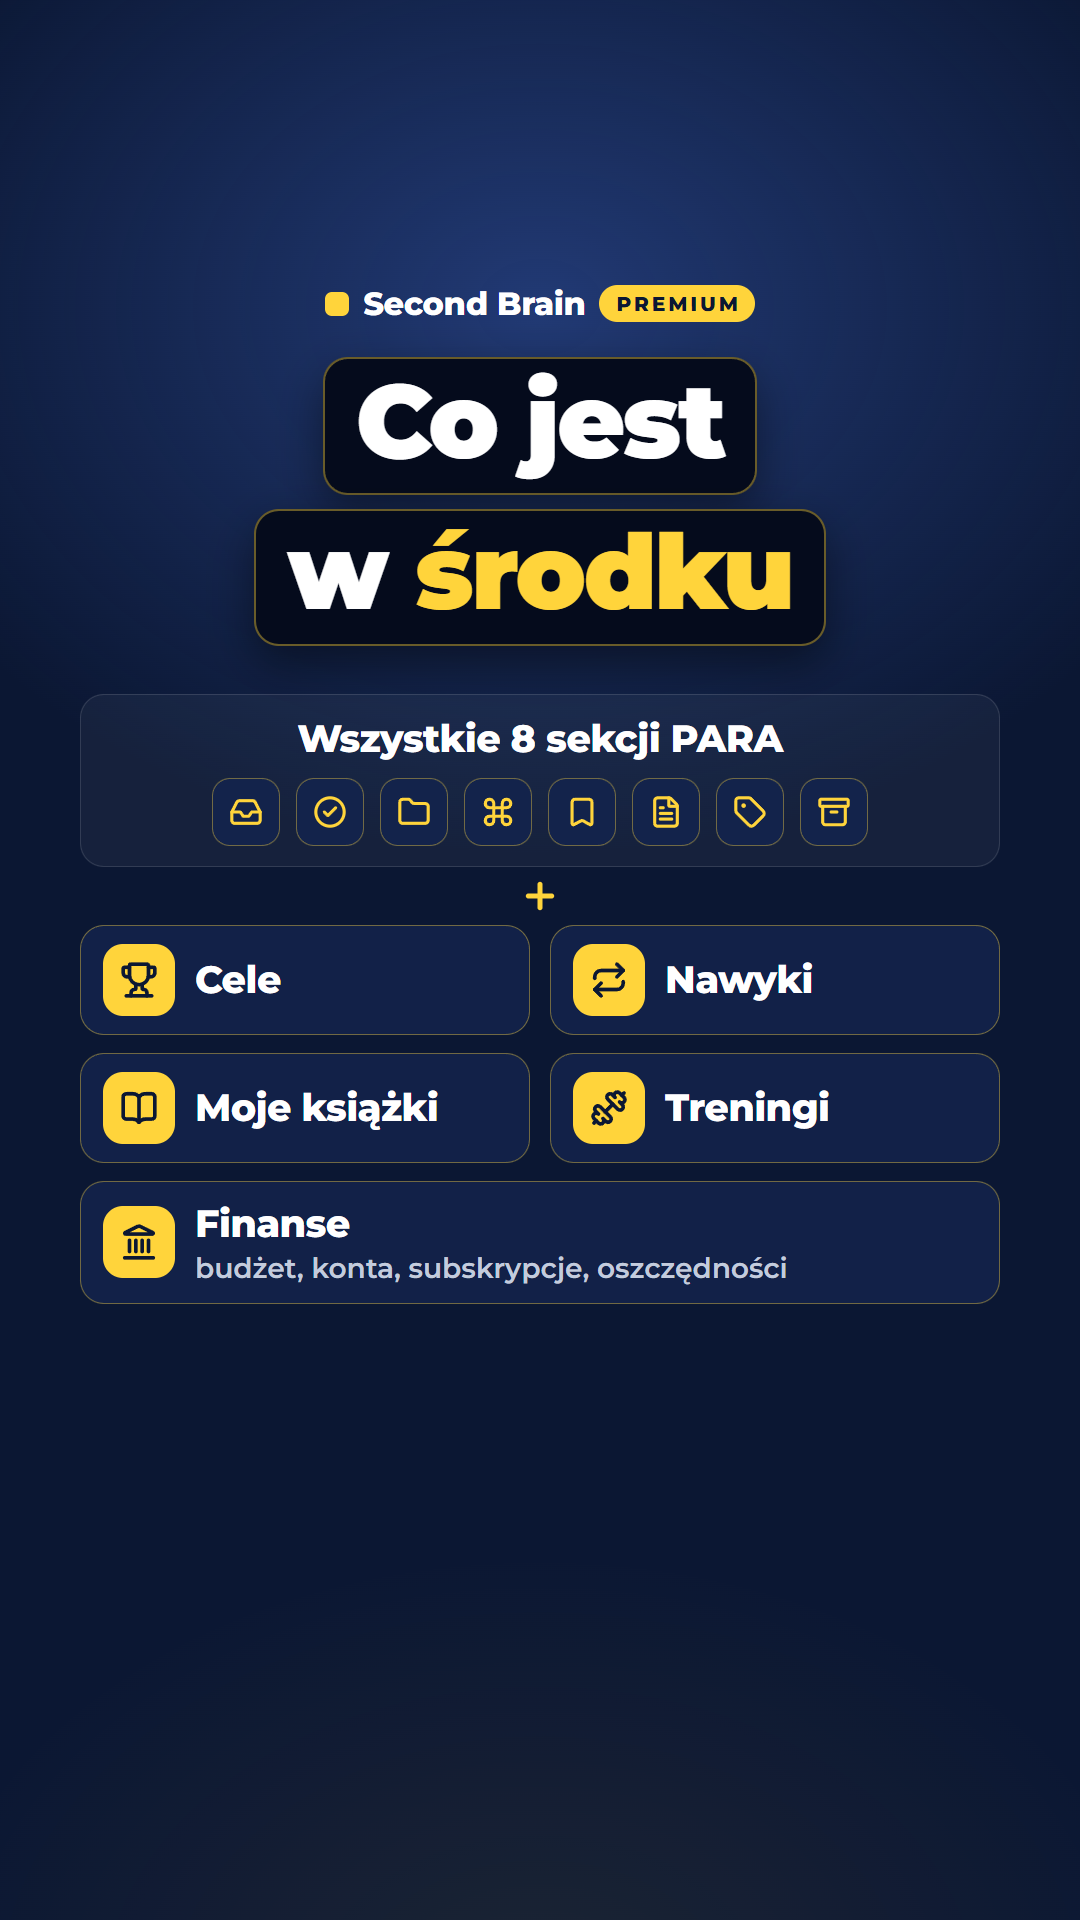 Second Brain PREMIUM
Co jest
w środku
Wszystkie 8 sekcji PARA
Cele
Nawyki
Moje książki
Treningi
Finanse
budżet, konta, subskrypcje, oszczędności